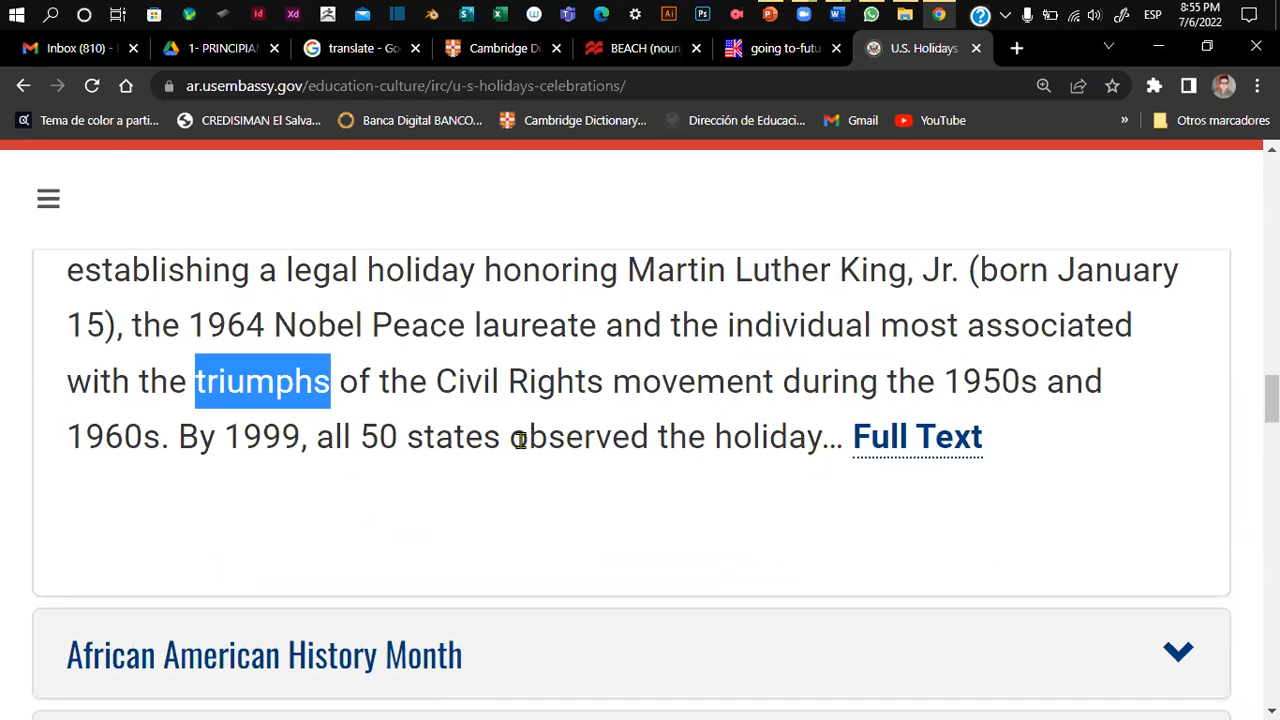 Id
Xd
Ai
Ps
ESP
8:55 PM
7/6/2022
Inbox (810) -
1- PRINCIPIAN
translate - Go
Cambridge Di
BEACH (noun
going to-futu
U.S. Holidays
ar.usembassy.gov/education-culture/irc/u-s-holidays-celebrations/
Tema de color a parti...
CREDISIMAN El Salva...
Banca Digital BANCO...
Cambridge Dictionary...
Dirección de Educaci...
Gmail
YouTube
»
Otros marcadores
establishing a legal holiday honoring Martin Luther King, Jr. (born January
15), the 1964 Nobel Peace laureate and the individual most associated
with the triumphs of the Civil Rights movement during the 1950s and
1960s. By 1999, all 50 states observed the holiday… Full Text
African American History Month